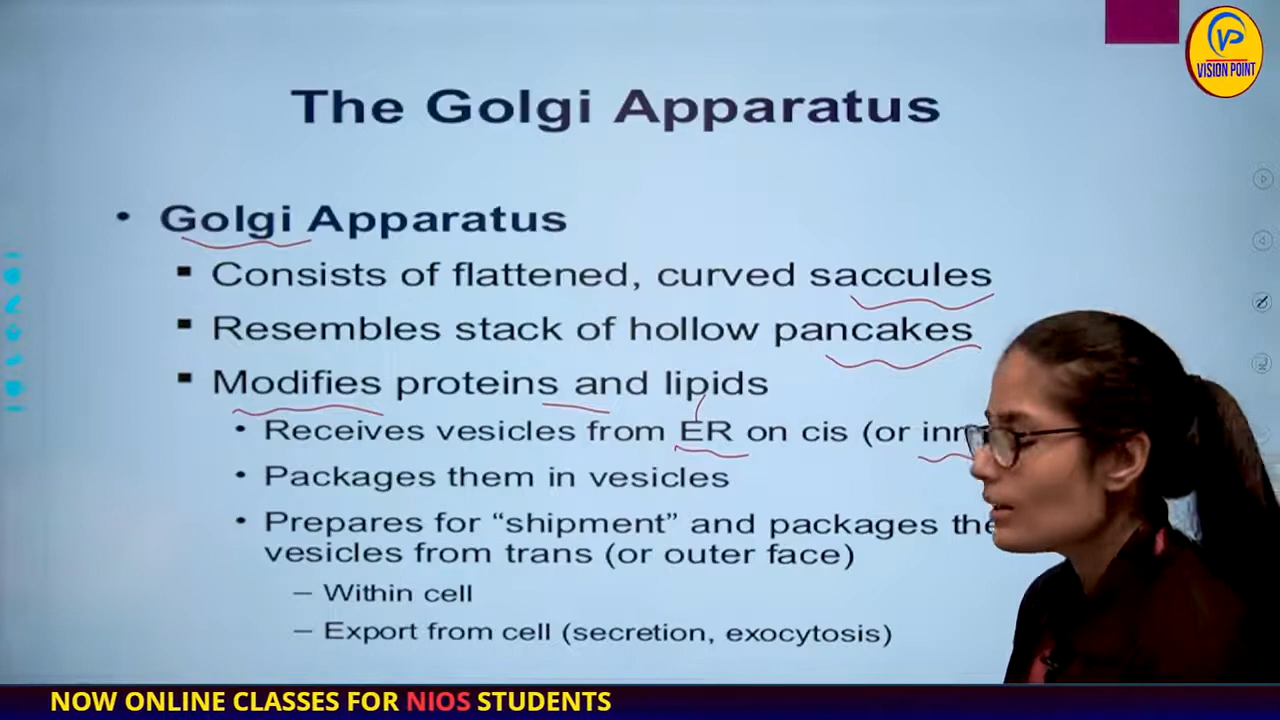 VP
VISION POINT
The Golgi Apparatus
• Golgi Apparatus
▪ Consists of flattened, curved saccules
▪ Resembles stack of hollow pancakes
▪ Modifies proteins and lipids
• Receives vesicles from ER on cis (or
• Packages them in vesicles
• Prepares for “shipment” and packages
vesicles from trans (or outer face)
– Within cell
– Export from cell (secretion, exocytosis)
NOW ONLINE CLASSES FOR NIOS STUDENTS